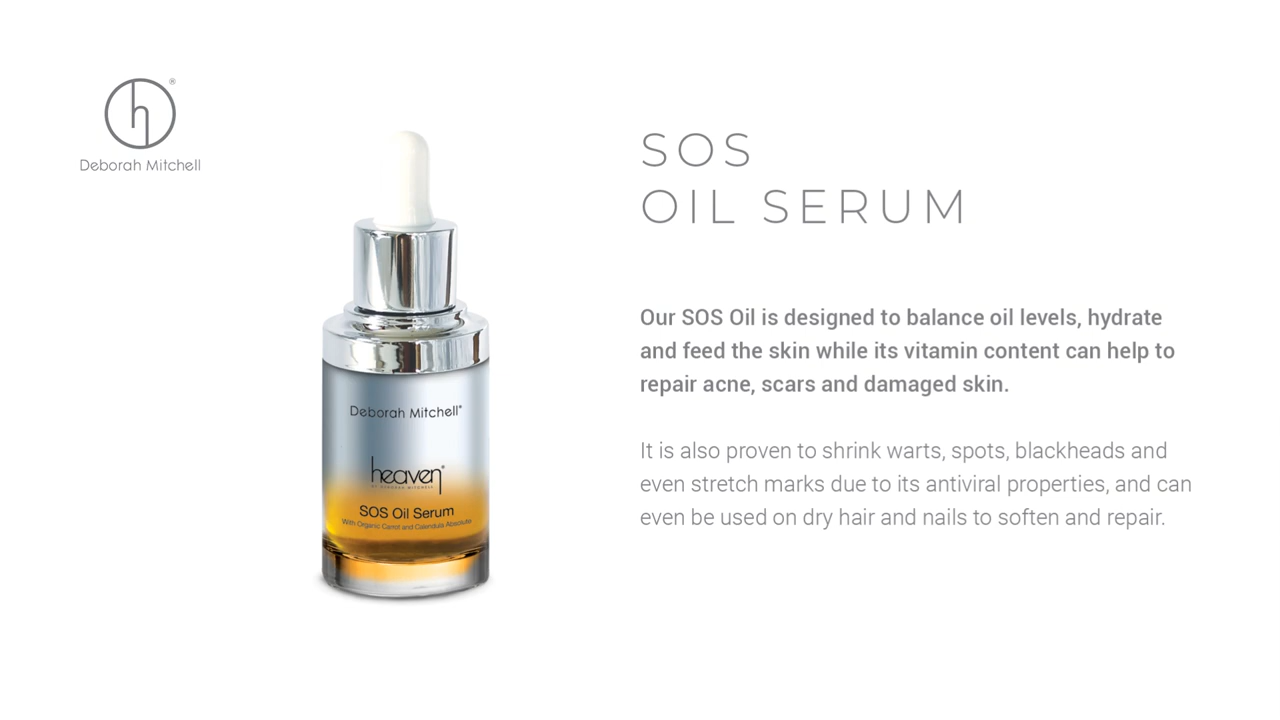 h®
Deborah Mitchell
SOS
OIL SERUM
Our SOS Oil is designed to balance oil levels, hydrate
and feed the skin while its vitamin content can help to
repair acne, scars and damaged skin.
It is also proven to shrink warts, spots, blackheads and
even stretch marks due to its antiviral properties, and can
even be used on dry hair and nails to soften and repair.
Deborah Mitchell®
heaven®
BY DEBORAH MITCHELL
SOS Oil Serum
With Organic Carrot and Calendula Absolute